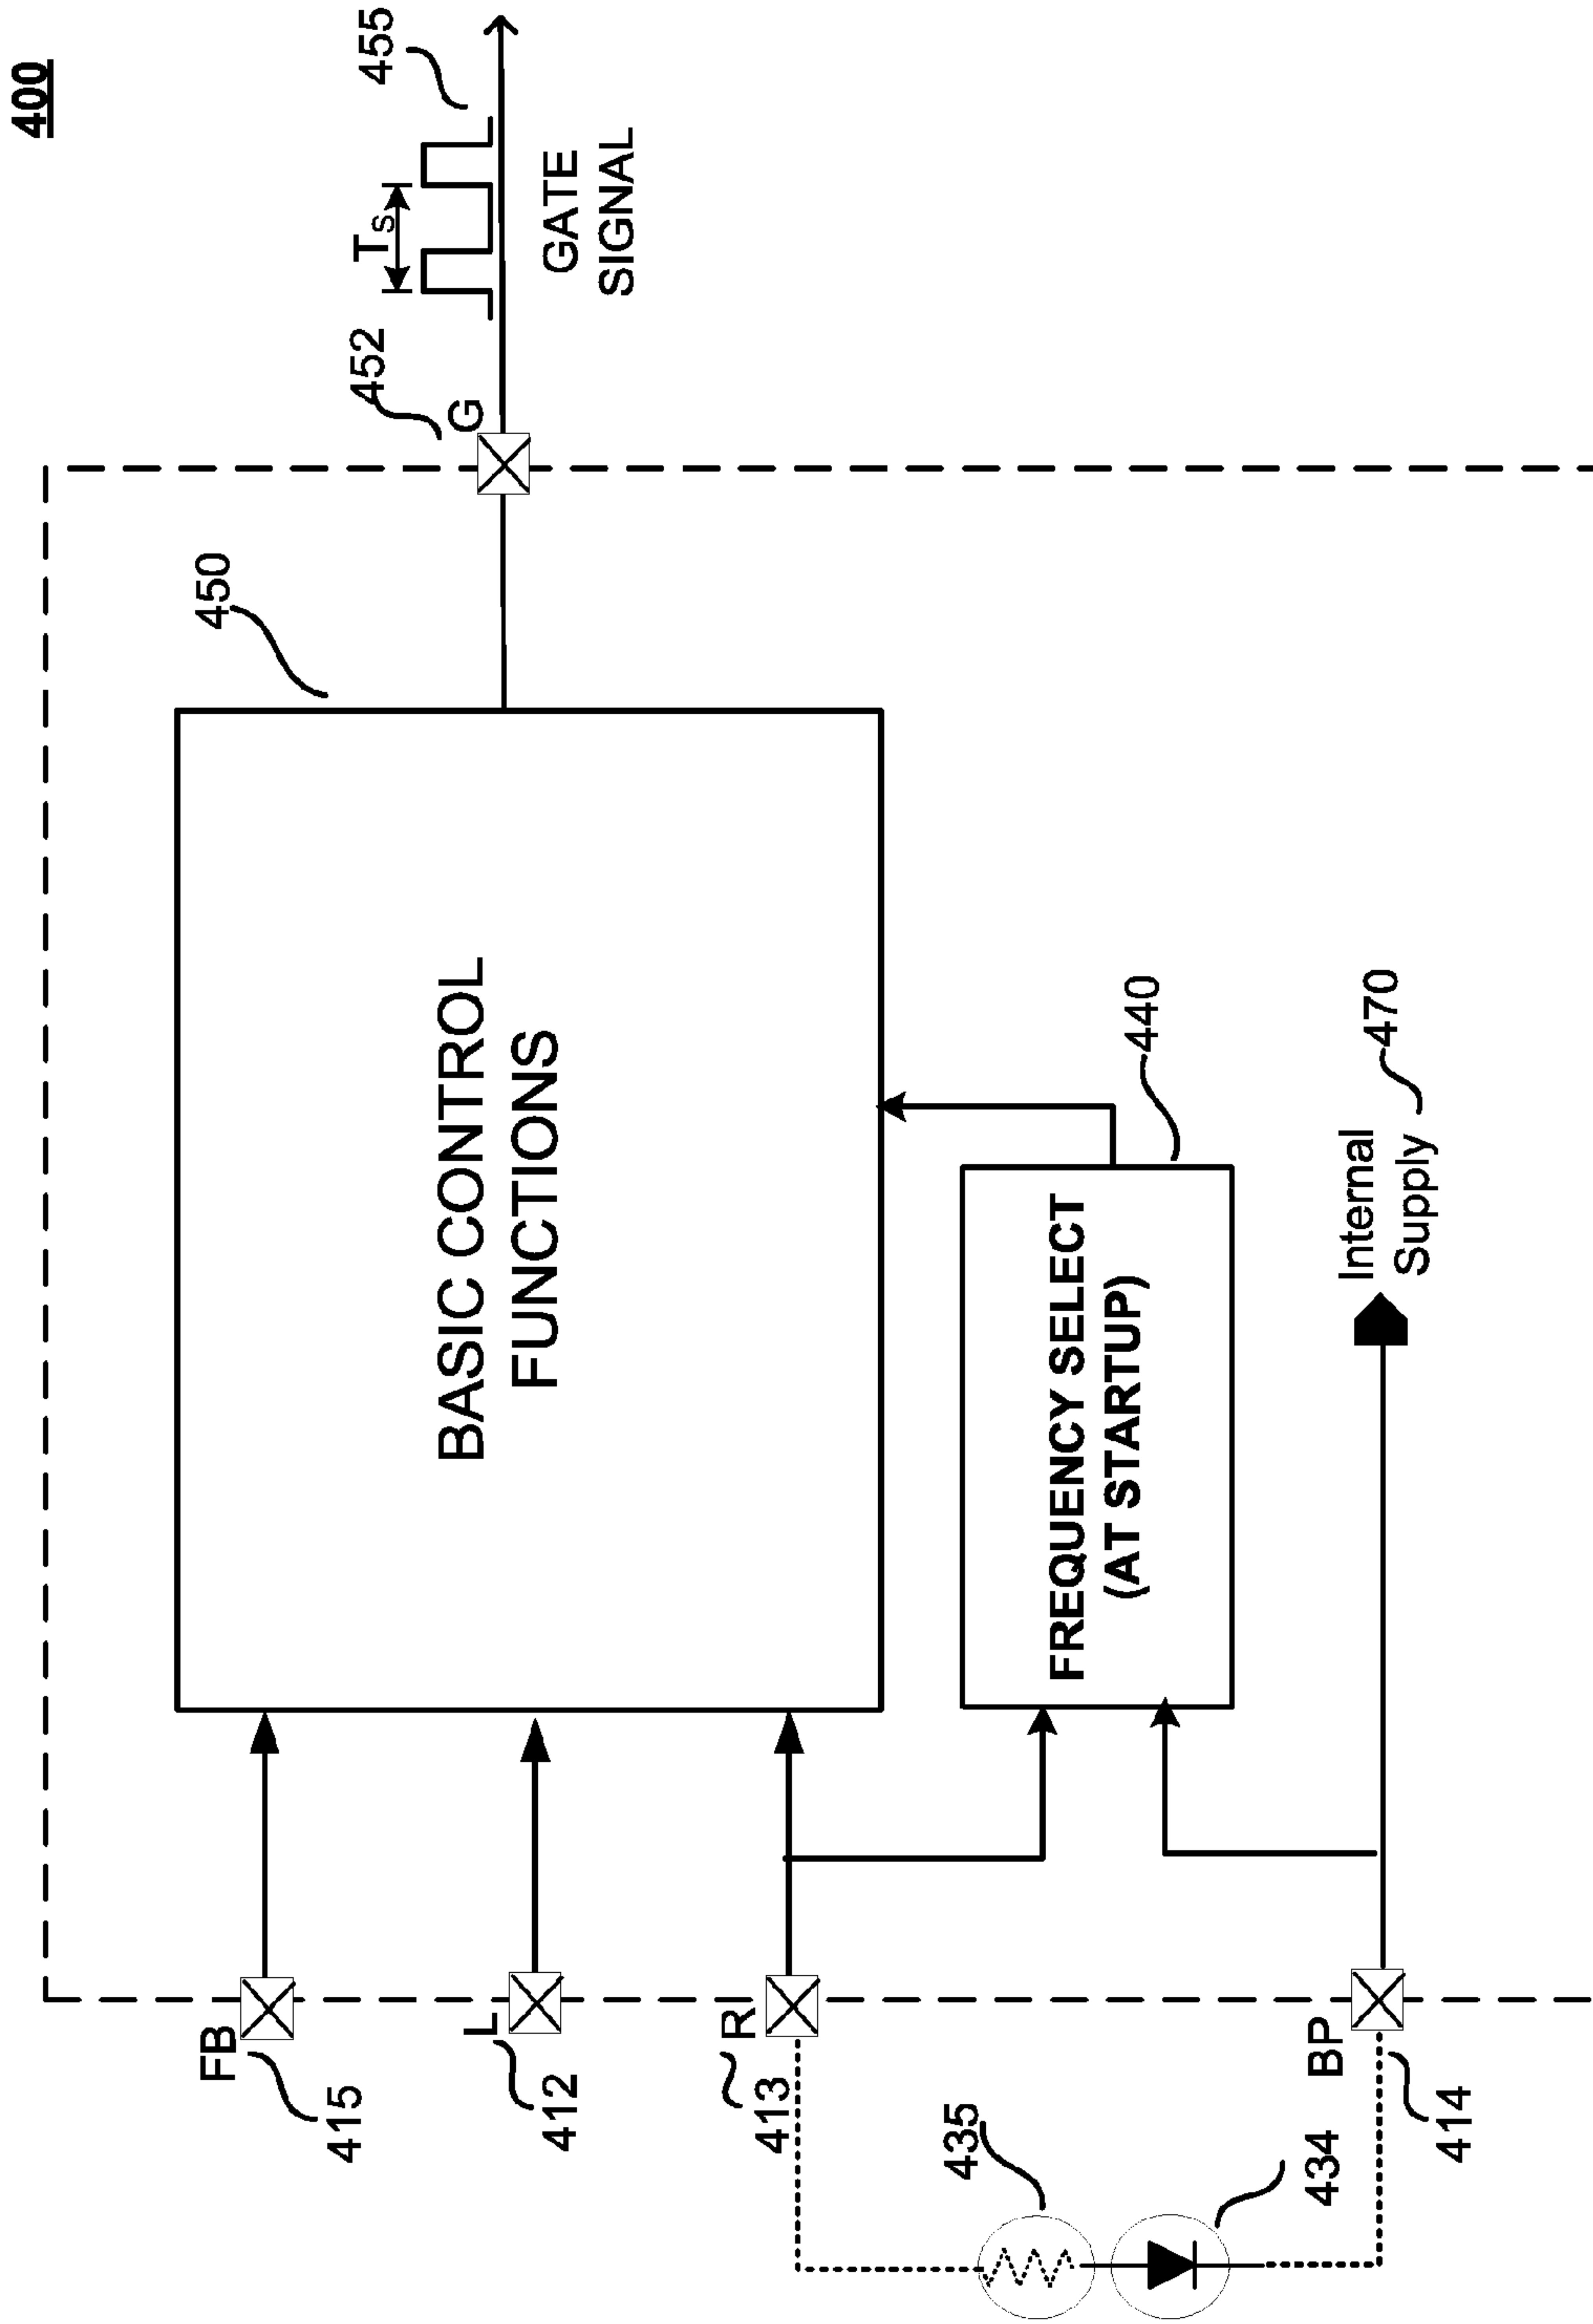 400
450
452
G
455
Ts
GATE
SIGNAL
FB
415
L
412
R
413
BASIC CONTROL
FUNCTIONS
FREQUENCY SELECT
(AT STARTUP)
440
435
434
BP
414
Internal
Supply
470